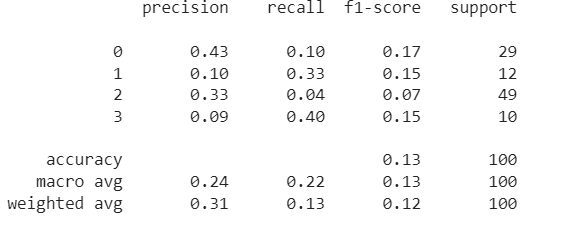 precision recall f1-score support
0 0.43 0.10 0.17 29
1 0.10 0.33 0.15 12
2 0.33 0.04 0.07 49
3 0.09 0.40 0.15 10
accuracy 0.13 100
macro avg 0.24 0.22 0.13 100
weighted avg 0.31 0.13 0.12 100